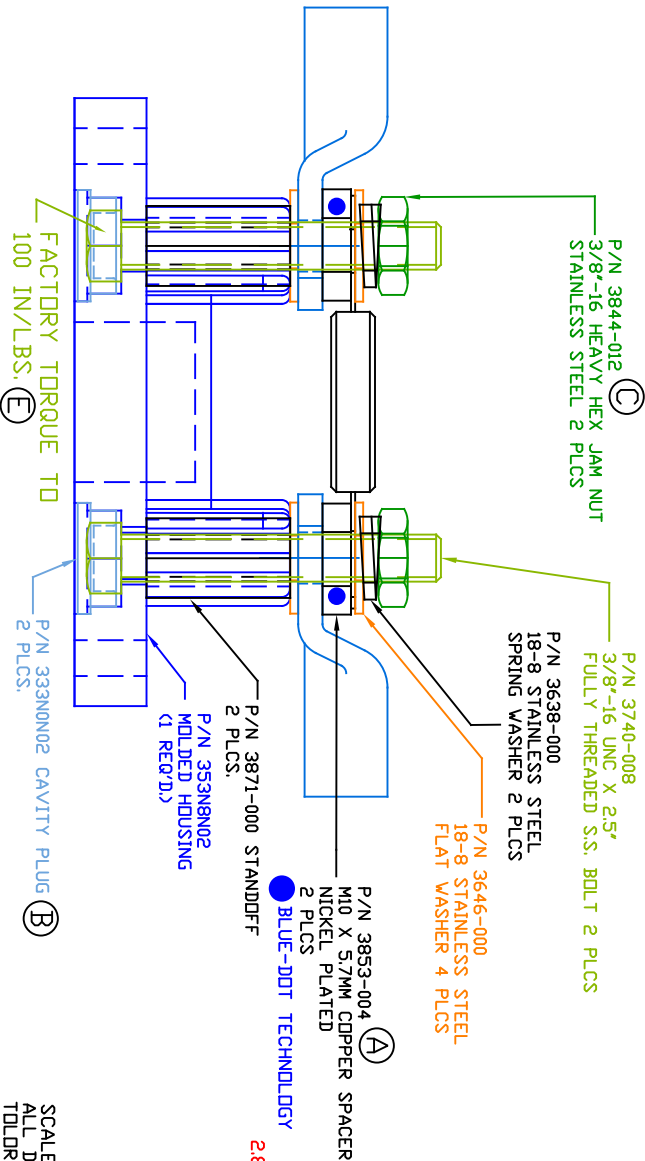 P/N 3740-008
3/8"-16 UNC X 2.5"
FULLY THREADED S.S. BOLT 2 PLCS
P/N 3844-012
3/8"-16 HEAVY HEX JAM NUT
STAINLESS STEEL 2 PLCS
C
P/N 3638-000
18-8 STAINLESS STEEL
SPRING WASHER 2 PLCS
P/N 3646-000
18-8 STAINLESS STEEL
FLAT WASHER 4 PLCS
P/N 3853-004
M10 X 5.7MM COPPER SPACER
NICKEL PLATED
2 PLCS
A
BLUE-DOT TECHNOLOGY
P/N 3871-000 STANDOFF
2 PLCS.
P/N 353N8N02
MOLDED HOUSING
(1 REQ'D.)
P/N 333N0N02 CAVITY PLUG
2 PLCS.
B
FACTORY TORQUE TO
100 IN/LBS.
E
2.8
SCALE
ALL D
TOLOR